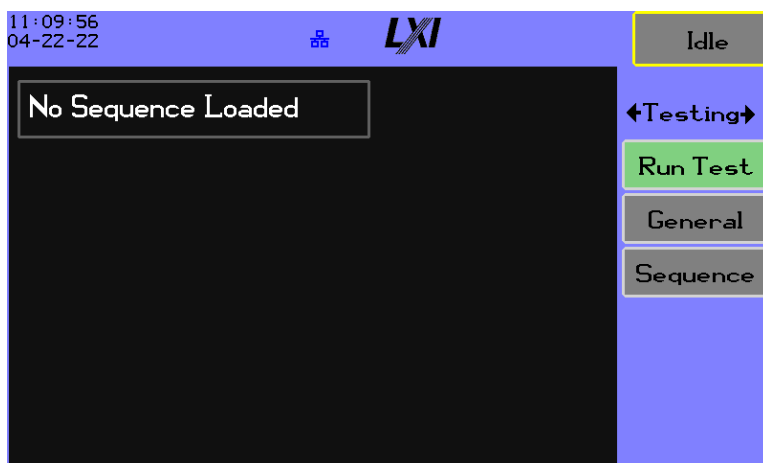 11:09:56
04-22-22
LXI
Idle
No Sequence Loaded
←Testing→
Run Test
General
Sequence